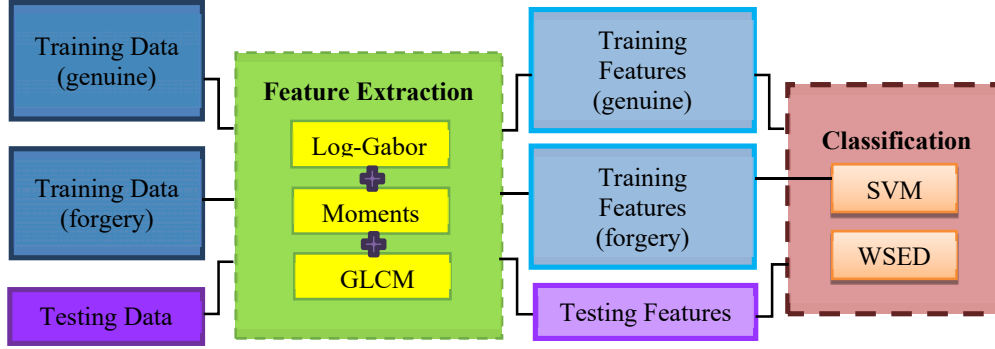 Training Data
(genuine)
Training Data
(forgery)
Testing Data
Feature Extraction
Log-Gabor
Moments
GLCM
Training
Features
(genuine)
Training
Features
(forgery)
Testing Features
Classification
SVM
WSED